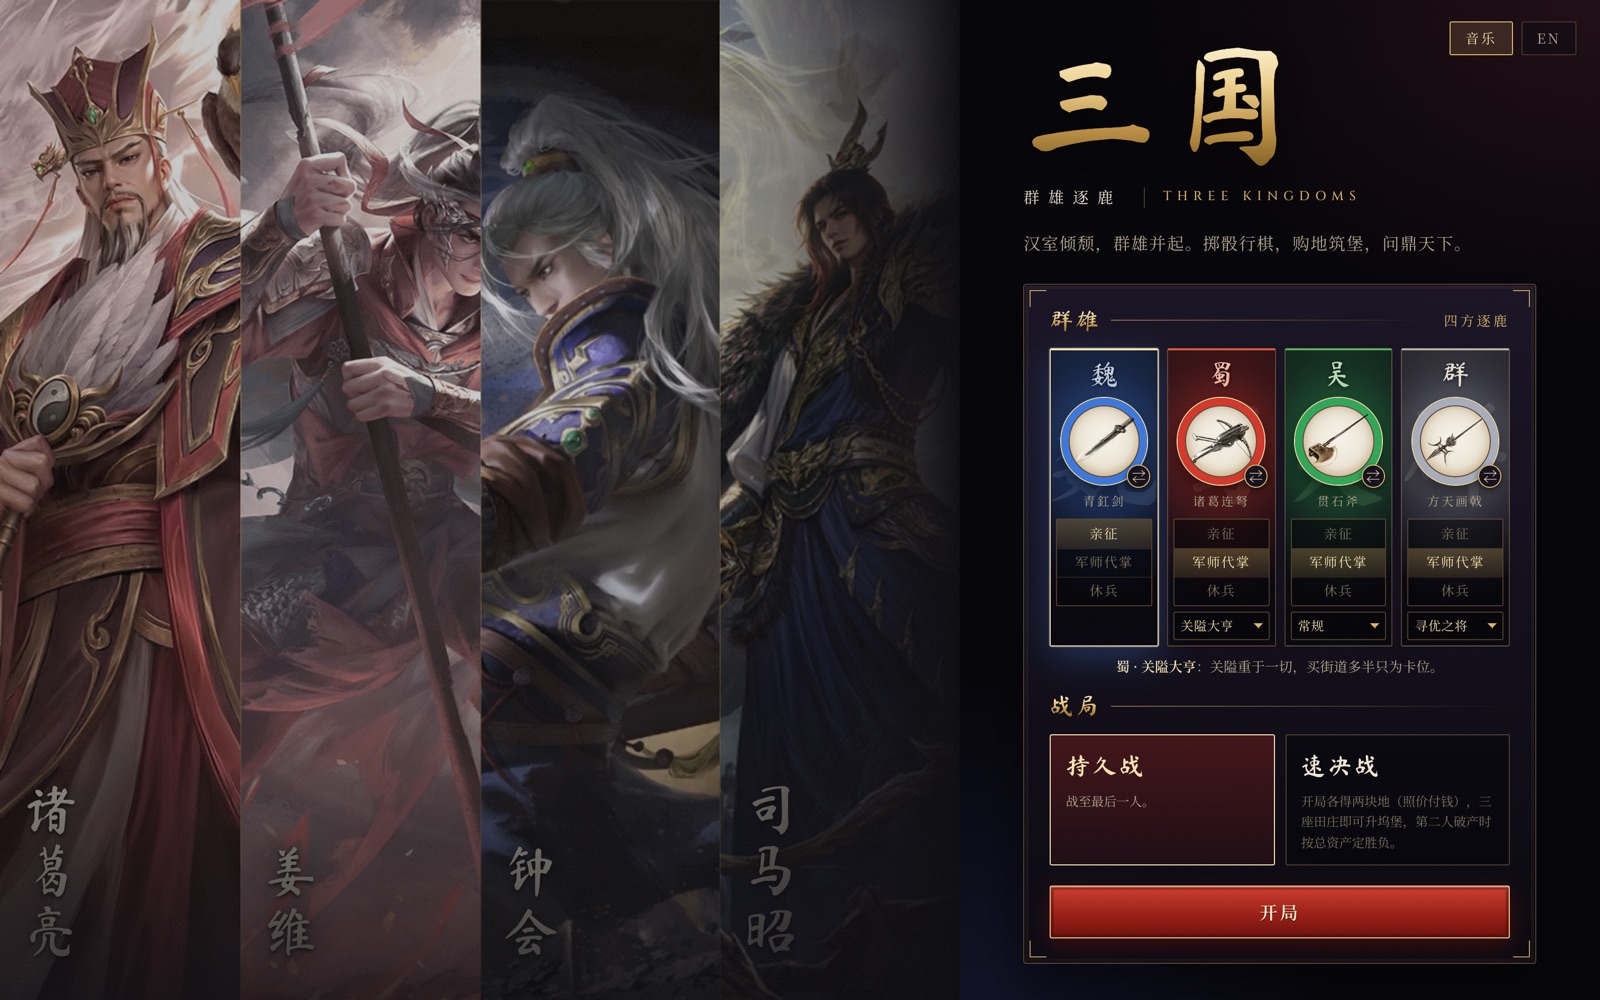 诸葛亮
姜维
钟会
司马昭
音乐
EN
三国
群雄逐鹿
THREE KINGDOMS
汉室倾颓，群雄并起。掷骰行棋，购地筑堡，问鼎天下。
群雄
四方逐鹿
魏
蜀
吴
群
青釭剑
诸葛连弩
贯石斧
方天画戟
亲征
军师代掌
休兵
亲征
军师代掌
休兵
关隘大亨
亲征
军师代掌
休兵
常规
亲征
军师代掌
休兵
寻优之将
蜀 · 关隘大亨：关隘重于一切，买街道多半只为卡位。
战局
持久战
战至最后一人。
速决战
开局各得两块地（照价付钱），三
座田庄即可升坞堡，第二人破产时
按总资产定胜负。
开局